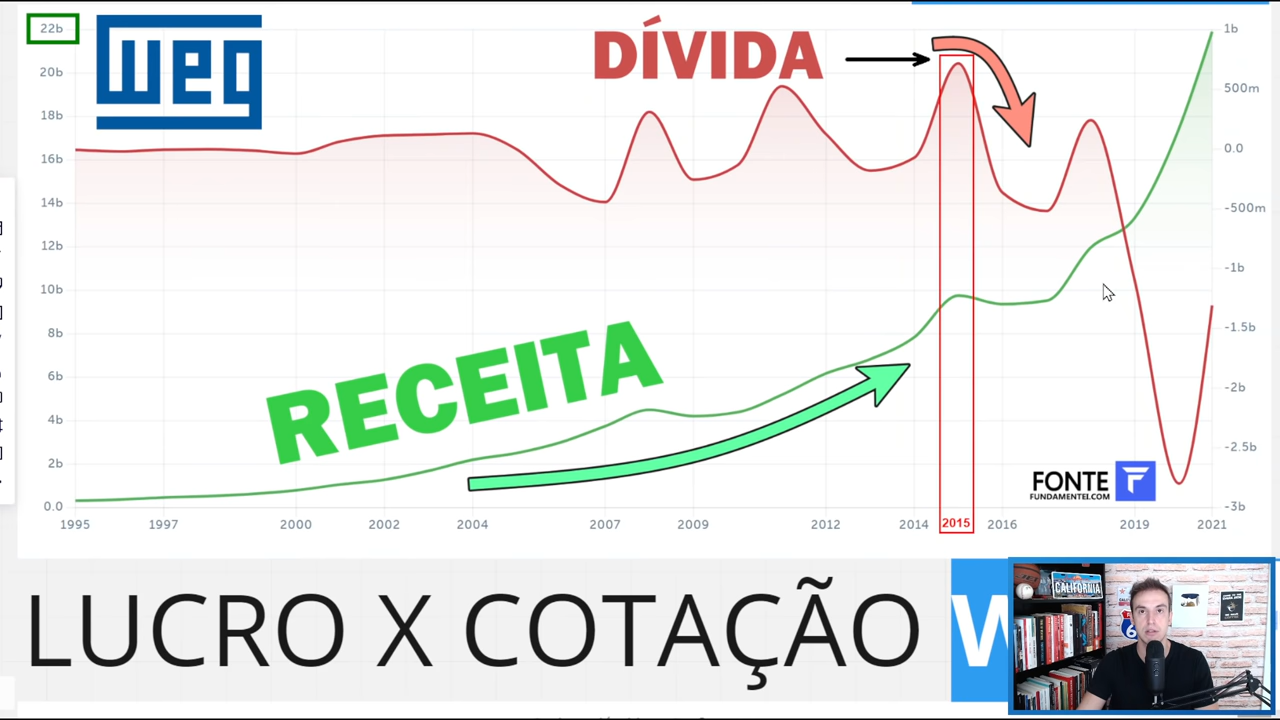 weg
DÍVIDA
22b
20b
18b
16b
14b
12b
10b
8b
6b
4b
2b
0.0
1b
500m
0.0
-500m
-1b
-1.5b
-2b
-2.5b
-3b
RECEITA
FONTE
FUNDAMENTEI.COM
1995
1997
2000
2002
2004
2007
2009
2012
2014
2015
2016
2019
2021
LUCRO X COTAÇÃO W
CALIFORNIA